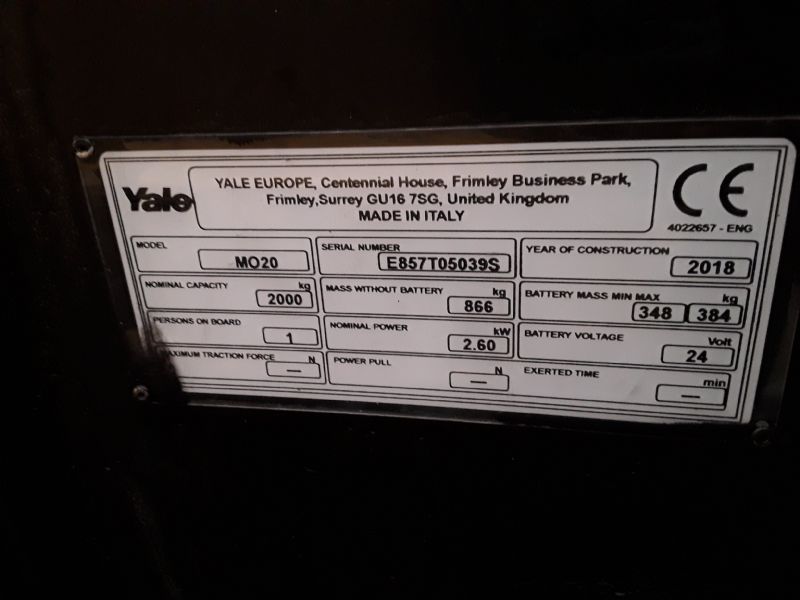 Yale
YALE EUROPE, Centennial House, Frimley Business Park,
Frimley,Surrey GU16 7SG, United Kingdom
MADE IN ITALY
CE
4022657 - ENG
MODEL
MO20
SERIAL NUMBER
E857T05039S
YEAR OF CONSTRUCTION
2018
NOMINAL CAPACITY
kg
2000
MASS WITHOUT BATTERY
kg
866
BATTERY MASS MIN MAX
kg
348 384
PERSONS ON BOARD
1
NOMINAL POWER
kW
2.60
BATTERY VOLTAGE
Volt
24
MAXIMUM TRACTION FORCE
N
—
POWER PULL
N
—
EXERTED TIME
min
—